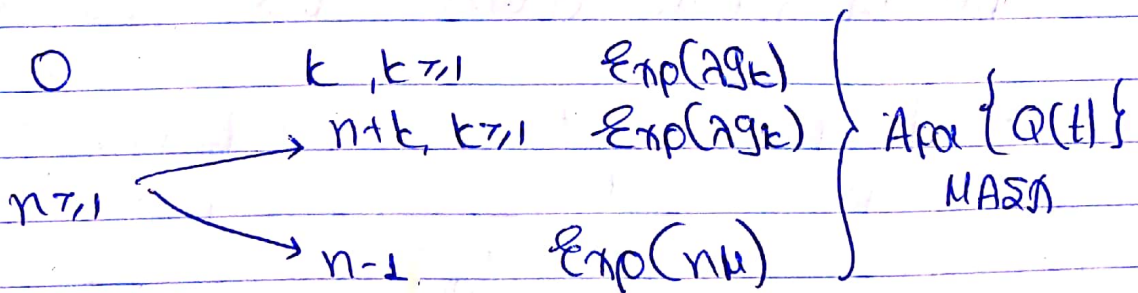 0 k, k ≥ 1 Exp(λg_k)
n+k, k ≥ 1 Exp(λg_k) } Άρα {Q(t)}
n ≥ 1 ΜΑΣΧ
n-1 Exp(nμ)